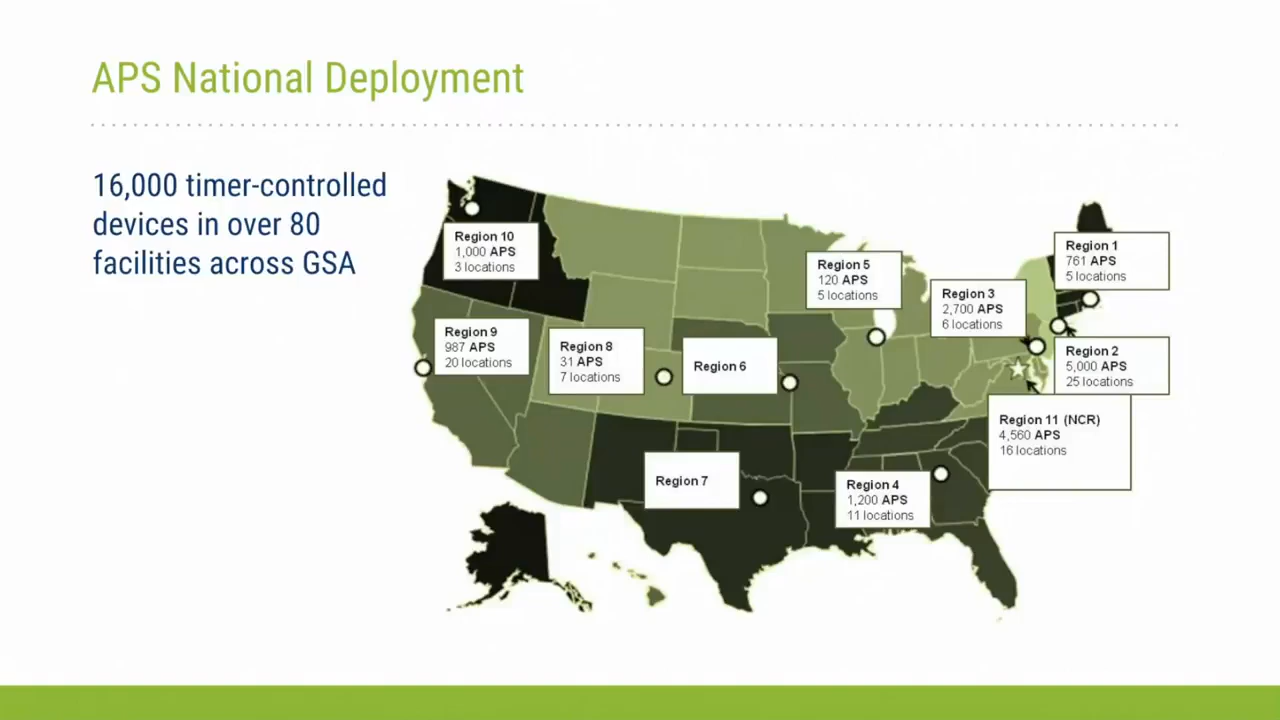 APS National Deployment
16,000 timer-controlled
devices in over 80
facilities across GSA
Region 10
1,000 APS
3 locations
Region 9
987 APS
20 locations
Region 8
31 APS
7 locations
Region 6
Region 7
Region 5
120 APS
5 locations
Region 4
1,200 APS
11 locations
Region 3
2,700 APS
6 locations
Region 1
761 APS
5 locations
Region 2
5,000 APS
25 locations
Region 11 (NCR)
4,560 APS
16 locations